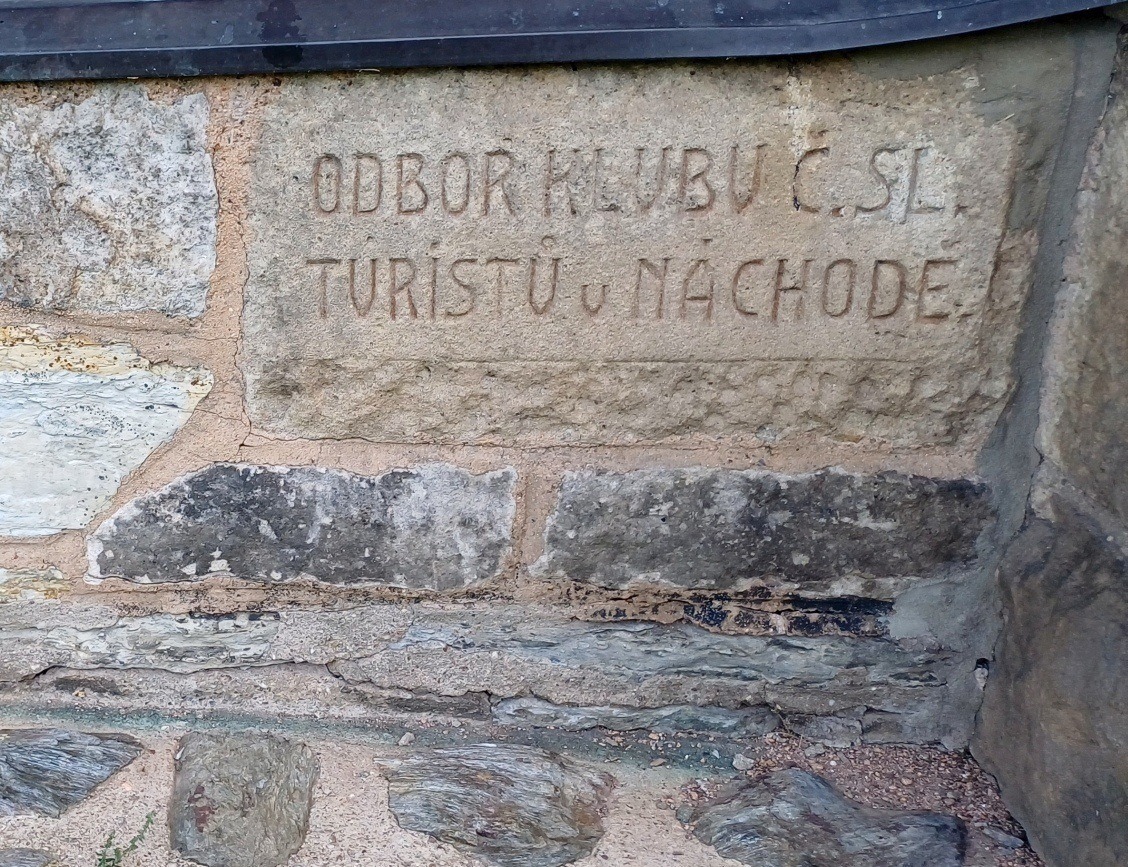 ODBOR KLUBU Č.SL.
TURISTŮ v NÁCHODĚ.